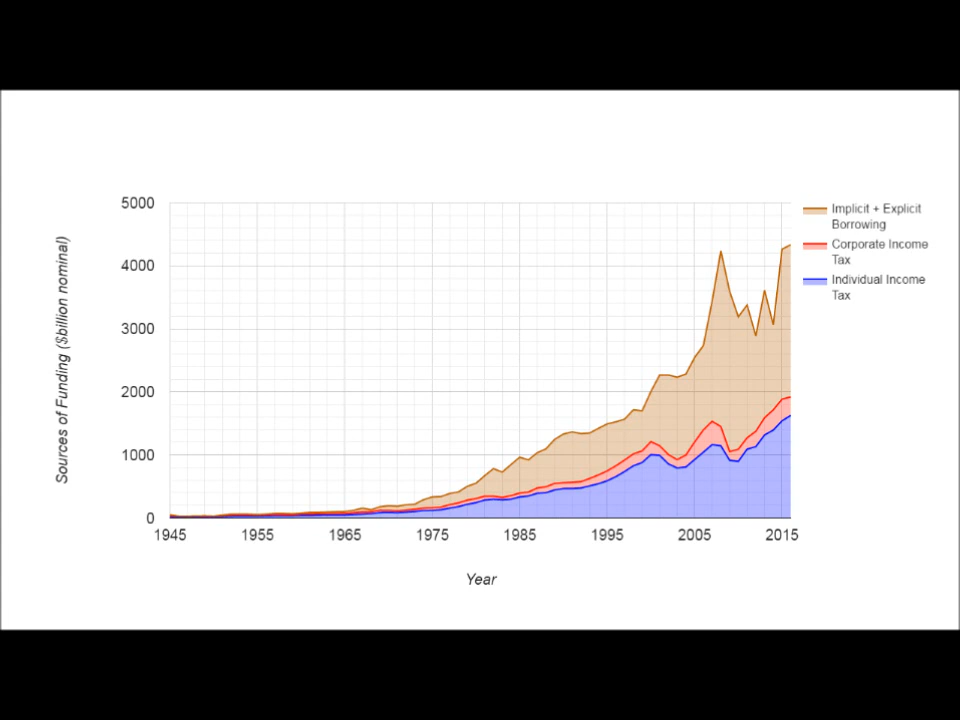 5000
4000
3000
2000
1000
0
Sources of Funding ($billion nominal)
1945
1955
1965
1975
1985
1995
2005
2015
Year
Implicit + Explicit
Borrowing
Corporate Income
Tax
Individual Income
Tax